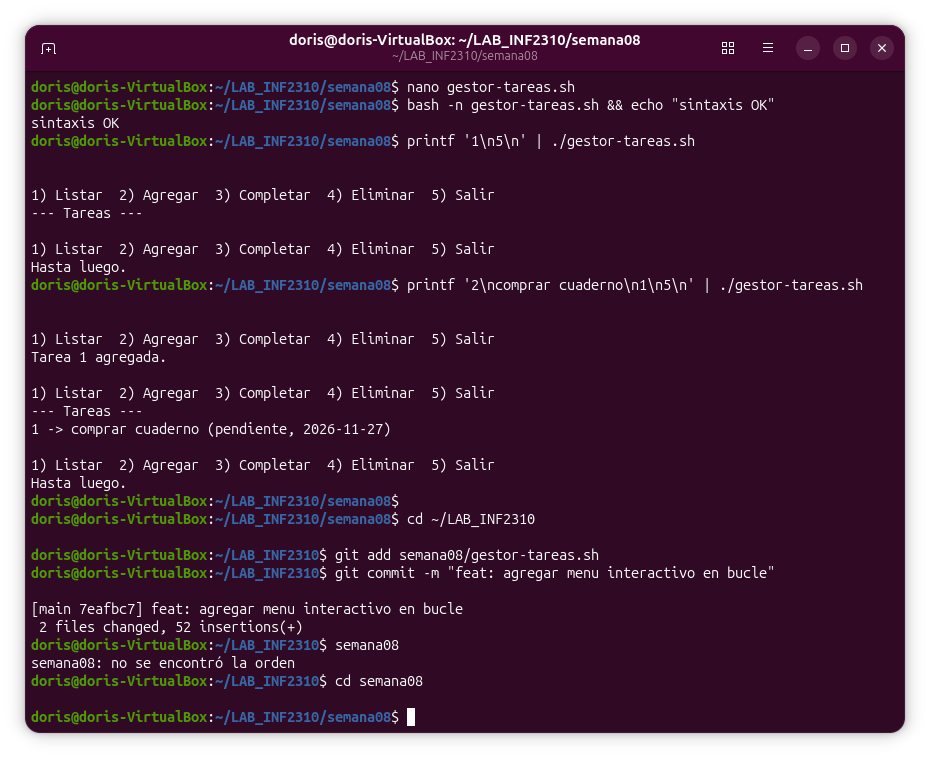 doris@doris-VirtualBox: ~/LAB_INF2310/semana08
~/LAB_INF2310/semana08
doris@doris-VirtualBox:~/LAB_INF2310/semana08$ nano gestor-tareas.sh
doris@doris-VirtualBox:~/LAB_INF2310/semana08$ bash -n gestor-tareas.sh && echo "sintaxis OK"
sintaxis OK
doris@doris-VirtualBox:~/LAB_INF2310/semana08$ printf '1\n5\n' | ./gestor-tareas.sh
1) Listar  2) Agregar  3) Completar  4) Eliminar  5) Salir
--- Tareas ---
1) Listar  2) Agregar  3) Completar  4) Eliminar  5) Salir
Hasta luego.
doris@doris-VirtualBox:~/LAB_INF2310/semana08$ printf '2\ncomprar cuaderno\n1\n5\n' | ./gestor-tareas.sh
1) Listar  2) Agregar  3) Completar  4) Eliminar  5) Salir
Tarea 1 agregada.
1) Listar  2) Agregar  3) Completar  4) Eliminar  5) Salir
--- Tareas ---
1 -> comprar cuaderno (pendiente, 2026-11-27)
1) Listar  2) Agregar  3) Completar  4) Eliminar  5) Salir
Hasta luego.
doris@doris-VirtualBox:~/LAB_INF2310/semana08$
doris@doris-VirtualBox:~/LAB_INF2310/semana08$ cd ~/LAB_INF2310
doris@doris-VirtualBox:~/LAB_INF2310$ git add semana08/gestor-tareas.sh
doris@doris-VirtualBox:~/LAB_INF2310$ git commit -m "feat: agregar menu interactivo en bucle"
[main 7eafbc7] feat: agregar menu interactivo en bucle
 2 files changed, 52 insertions(+)
doris@doris-VirtualBox:~/LAB_INF2310$ semana08
semana08: no se encontró la orden
doris@doris-VirtualBox:~/LAB_INF2310$ cd semana08
doris@doris-VirtualBox:~/LAB_INF2310/semana08$